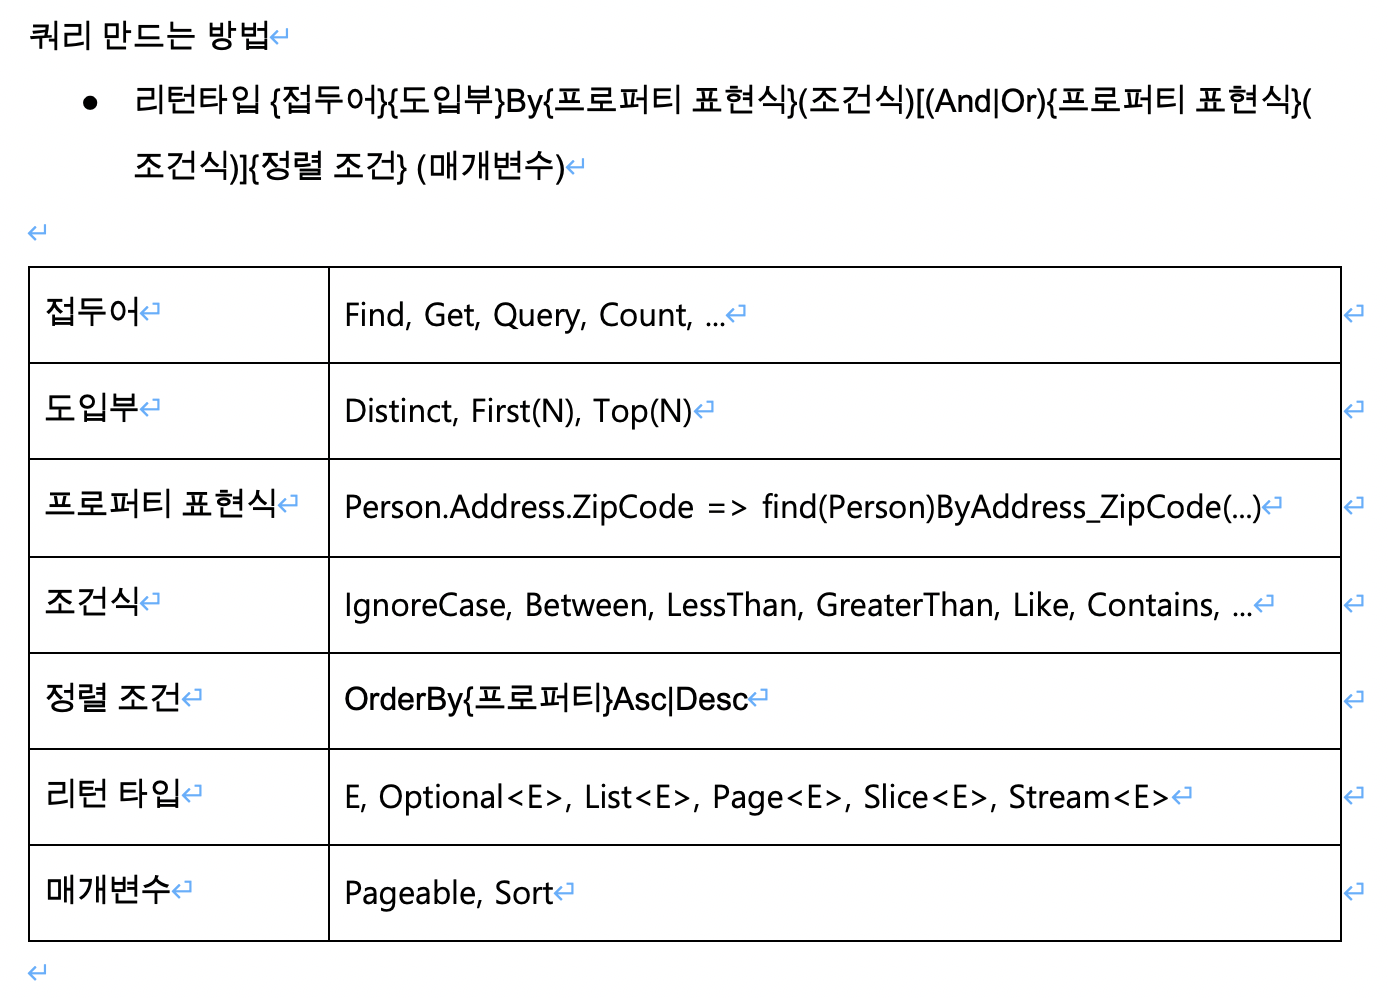 쿼리 만드는 방법↵
● 리턴타입 {접두어}{도입부}By{프로퍼티 표현식}(조건식)[(And|Or){프로퍼티 표현식}(
조건식)]{정렬 조건} (매개변수)↵
↵
접두어↵ Find, Get, Query, Count, ...↵ ↵
도입부↵ Distinct, First(N), Top(N)↵ ↵
프로퍼티 표현식↵ Person.Address.ZipCode => find(Person)ByAddress_ZipCode(...)↵ ↵
조건식↵ IgnoreCase, Between, LessThan, GreaterThan, Like, Contains, ...↵ ↵
정렬 조건↵ OrderBy{프로퍼티}Asc|Desc↵ ↵
리턴 타입↵ E, Optional<E>, List<E>, Page<E>, Slice<E>, Stream<E>↵ ↵
매개변수↵ Pageable, Sort↵ ↵
↵